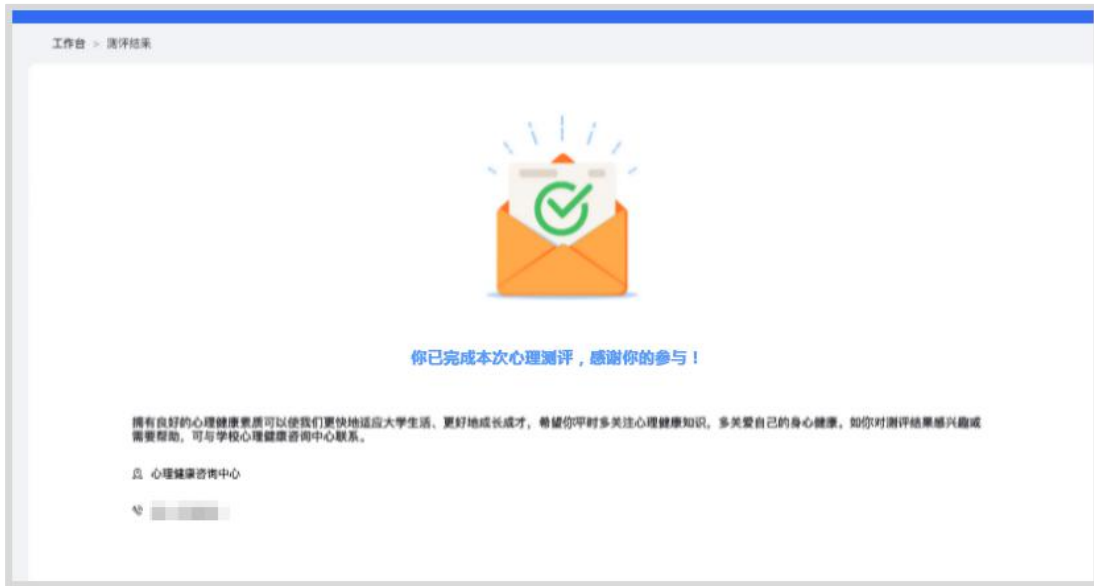 工作台 > 测评结果
你已完成本次心理测评，感谢你的参与！
拥有良好的心理健康素质可以使我们更快地适应大学生活、更好地成长成才，希望你平时多关注心理健康知识，多关爱自己的身心健康，如你对测评结果感兴趣或
需要帮助，可与学校心理健康咨询中心联系。
心理健康咨询中心